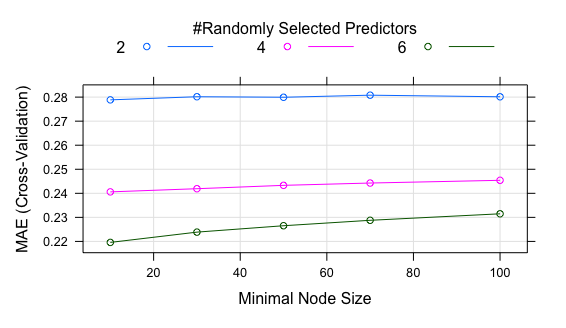 #Randomly Selected Predictors
2 4 6
0.28
0.27
0.26
0.25
0.24
0.23
0.22
MAE (Cross-Validation)
20 40 60 80 100
Minimal Node Size